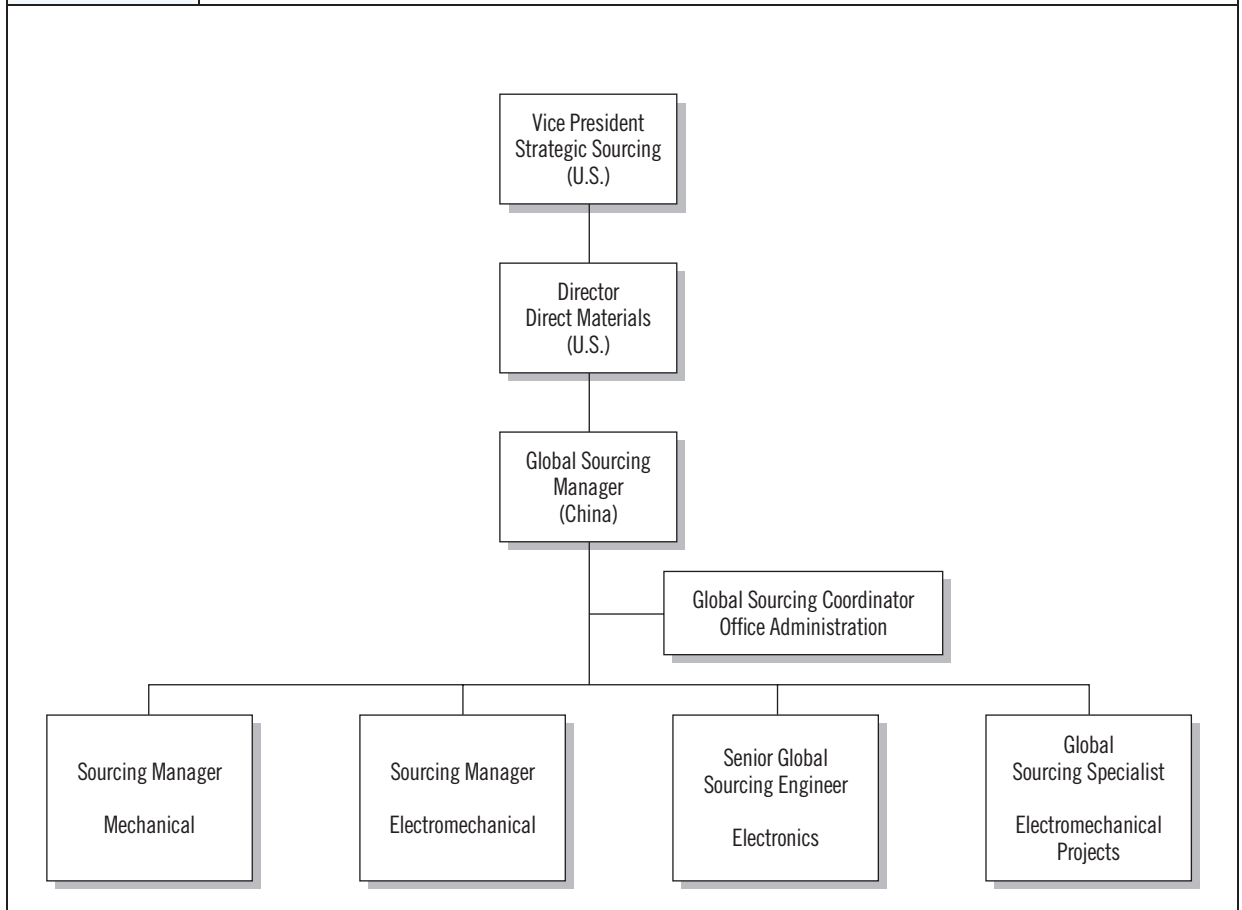 Vice President
Strategic Sourcing
(U.S.)
Director
Direct Materials
(U.S.)
Global Sourcing
Manager
(China)
Global Sourcing Coordinator
Office Administration
Sourcing Manager
Mechanical
Sourcing Manager
Electromechanical
Senior Global
Sourcing Engineer
Electronics
Global
Sourcing Specialist
Electromechanical
Projects